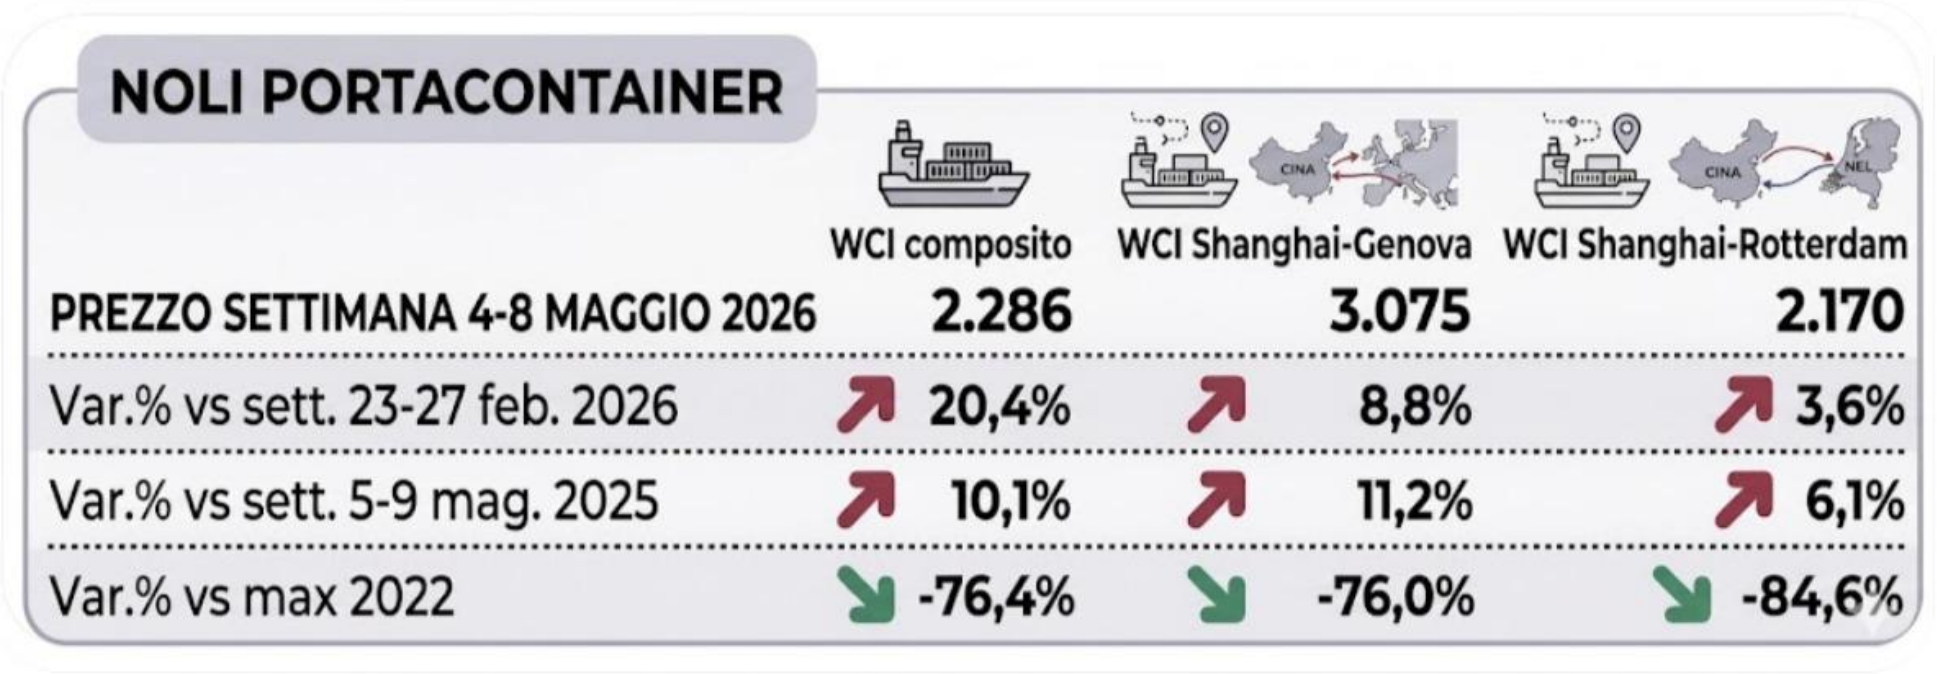 NOLI PORTACONTAINER
CINA
CINA NEL
WCI composito WCI Shanghai-Genova WCI Shanghai-Rotterdam
PREZZO SETTIMANA 4-8 MAGGIO 2026 2.286 3.075 2.170
Var.% vs sett. 23-27 feb. 2026 20,4% 8,8% 3,6%
Var.% vs sett. 5-9 mag. 2025 10,1% 11,2% 6,1%
Var.% vs max 2022 -76,4% -76,0% -84,6%